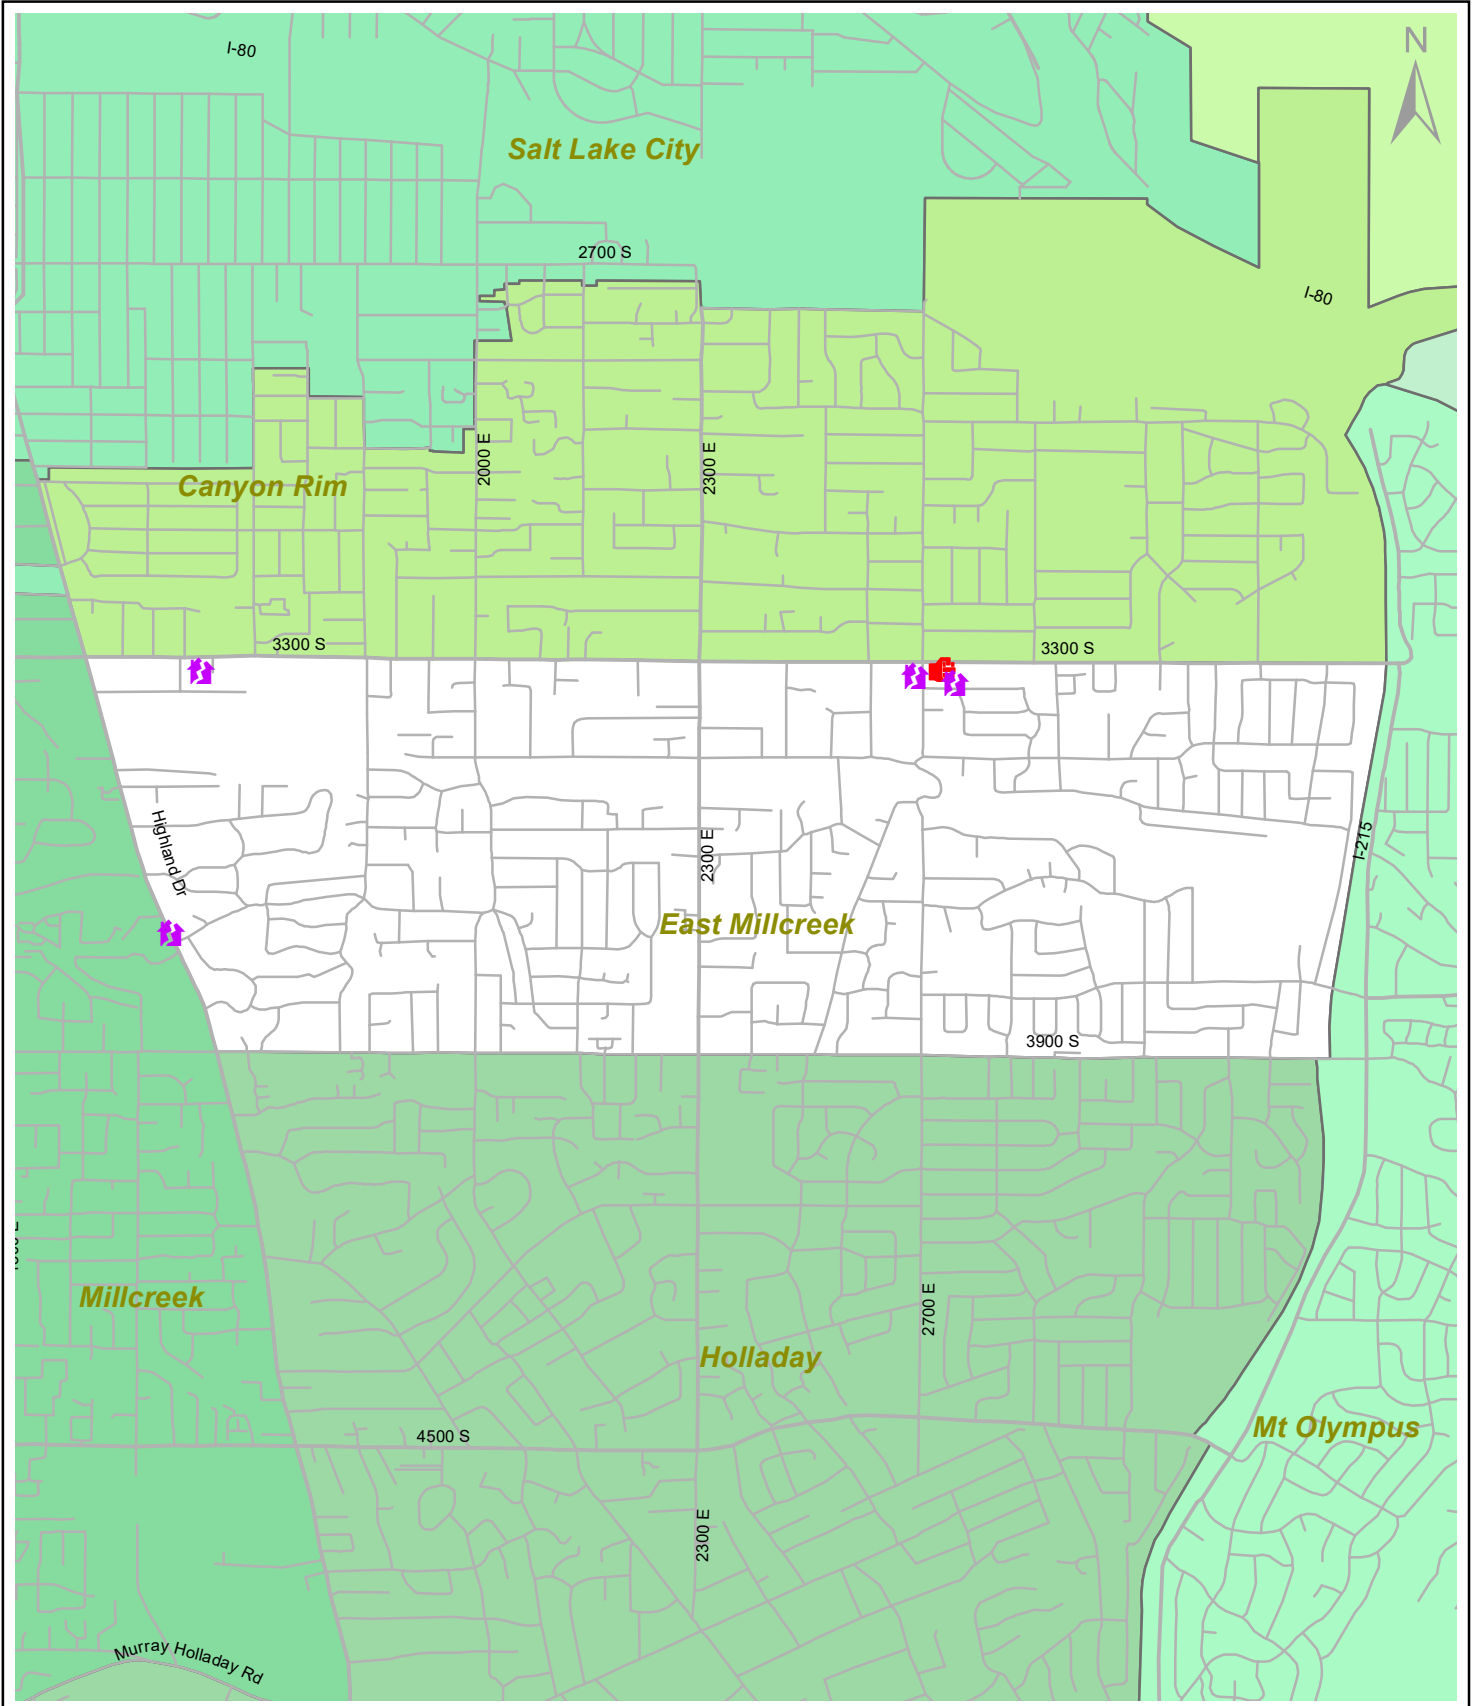 N
I-80
Salt Lake City
2700 S
I-80
2000 E
2300 E
Canyon Rim
3300 S
3300 S
Highland Dr
2300 E
I-215
East Millcreek
3900 S
Millcreek
2700 E
Holladay
Mt Olympus
4500 S
2300 E
Murray Holladay Rd